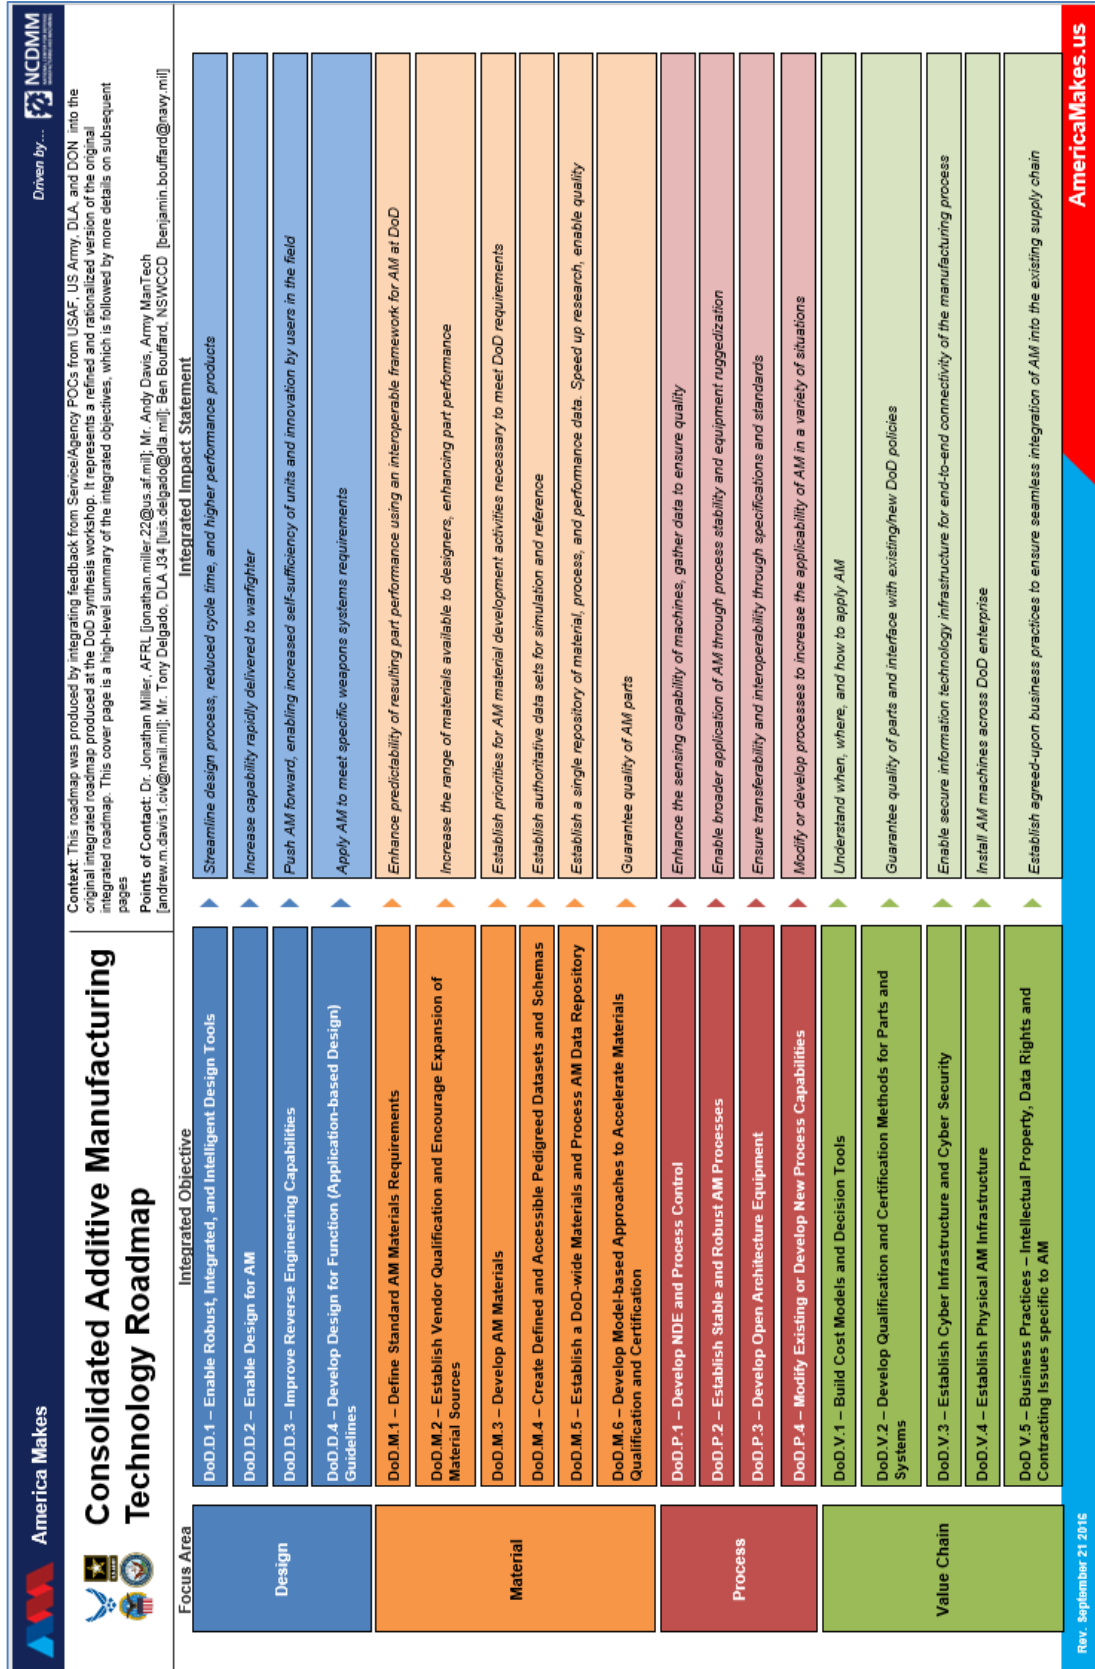 America Makes
Driven by...
NCDMM
NATIONAL CENTER FOR DEFENSE
MANUFACTURING AND MACHINING
Consolidated Additive Manufacturing
Technology Roadmap
Context: This roadmap was produced by integrating feedback from Service/Agency POCs from USAF, US Army, DLA, and DON into the
original integrated roadmap produced at the DoD synthesis workshop. It represents a refined and rationalized version of the original
integrated roadmap. This cover page is a high-level summary of the integrated objectives, which is followed by more details on subsequent
pages
Points of Contact: Dr. Jonathan Miller, AFRL [jonathan.miller.22@us.af.mil]; Mr. Andy Davis, Army ManTech
[andrew.m.davis1.civ@mail.mil]; Mr. Tony Delgado, DLA J34 [luis.delgado@dla.mil]; Ben Bouffard, NSWCCD [benjamin.bouffard@navy.mil]
Focus Area
Integrated Objective
Integrated Impact Statement
Design
DoD.D.1 – Enable Robust, Integrated, and Intelligent Design Tools
Streamline design process, reduced cycle time, and higher performance products
DoD.D.2 – Enable Design for AM
Increase capability rapidly delivered to warfighter
DoD.D.3 – Improve Reverse Engineering Capabilities
Push AM forward, enabling increased self-sufficiency of units and innovation by users in the field
DoD.D.4 – Develop Design for Function (Application-based Design)
Guidelines
Apply AM to meet specific weapons systems requirements
Material
DoD.M.1 – Define Standard AM Materials Requirements
Enhance predictability of resulting part performance using an interoperable framework for AM at DoD
DoD.M.2 – Establish Vendor Qualification and Encourage Expansion of
Material Sources
Increase the range of materials available to designers, enhancing part performance
DoD.M.3 – Develop AM Materials
Establish priorities for AM material development activities necessary to meet DoD requirements
DoD.M.4 – Create Defined and Accessible Pedigreed Datasets and Schemas
Establish authoritative data sets for simulation and reference
DoD.M.5 – Establish a DoD-wide Materials and Process AM Data Repository
Establish a single repository of material, process, and performance data. Speed up research, enable quality
DoD.M.6 – Develop Model-based Approaches to Accelerate Materials
Qualification and Certification
Guarantee quality of AM parts
Process
DoD.P.1 – Develop NDE and Process Control
Enhance the sensing capability of machines, gather data to ensure quality
DoD.P.2 – Establish Stable and Robust AM Processes
Enable broader application of AM through process stability and equipment ruggedization
DoD.P.3 – Develop Open Architecture Equipment
Ensure transferability and interoperability through specifications and standards
DoD.P.4 – Modify Existing or Develop New Process Capabilities
Modify or develop processes to increase the applicability of AM in a variety of situations
Value Chain
DoD.V.1 – Build Cost Models and Decision Tools
Understand when, where, and how to apply AM
DoD.V.2 – Develop Qualification and Certification Methods for Parts and
Systems
Guarantee quality of parts and interface with existing/new DoD policies
DoD.V.3 – Establish Cyber Infrastructure and Cyber Security
Enable secure information technology infrastructure for end-to-end connectivity of the manufacturing process
DoD.V.4 – Establish Physical AM Infrastructure
Install AM machines across DoD enterprise
DoD V.5 – Business Practices – Intellectual Property, Data Rights and
Contracting Issues specific to AM
Establish agreed-upon business practices to ensure seamless integration of AM into the existing supply chain
Rev. September 21 2016
AmericaMakes.us